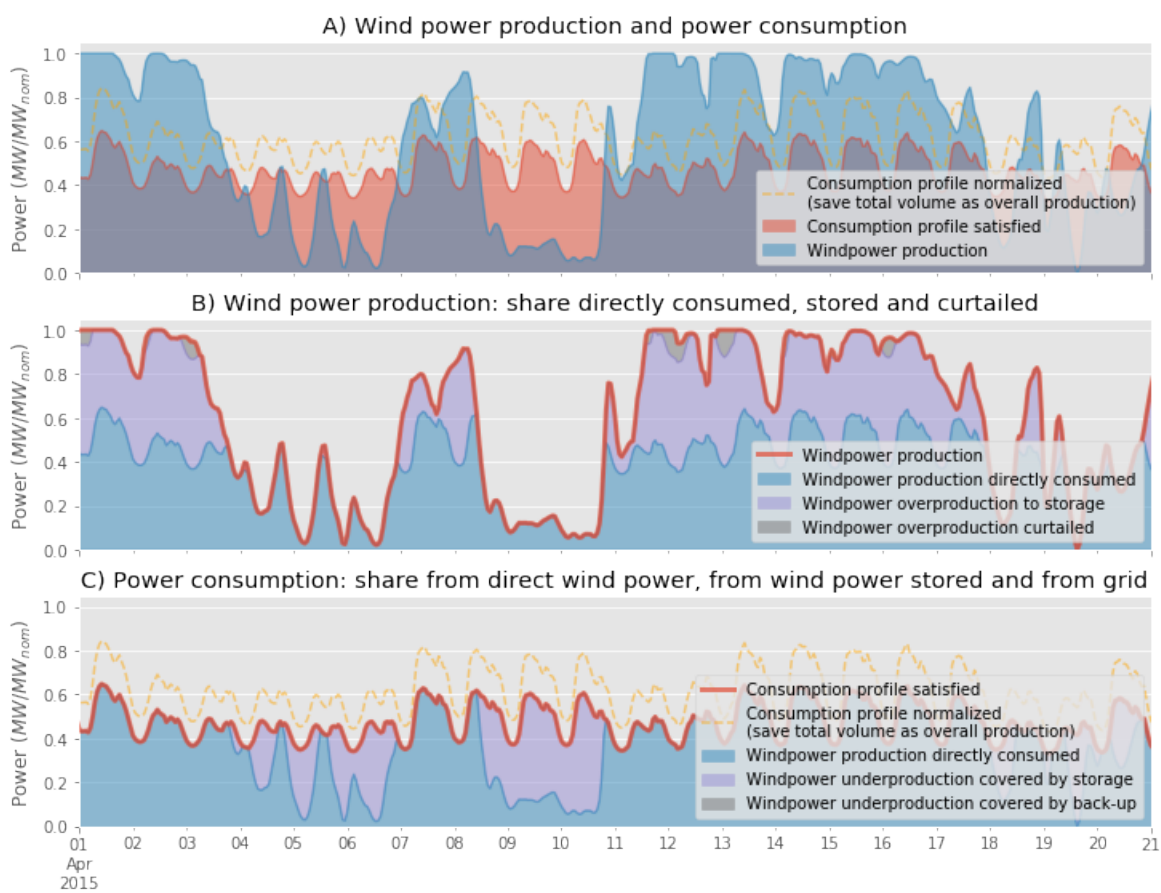 A) Wind power production and power consumption
Power (MW/MWnom)
1.0
0.8
0.6
0.4
0.2
0.0
Consumption profile normalized
(save total volume as overall production)
Consumption profile satisfied
Windpower production
B) Wind power production: share directly consumed, stored and curtailed
Power (MW/MWnom)
1.0
0.8
0.6
0.4
0.2
0.0
Windpower production
Windpower production directly consumed
Windpower overproduction to storage
Windpower overproduction curtailed
C) Power consumption: share from direct wind power, from wind power stored and from grid
Power (MW/MWnom)
1.0
0.8
0.6
0.4
0.2
0.0
Consumption profile satisfied
Consumption profile normalized
(save total volume as overall production)
Windpower production directly consumed
Windpower underproduction covered by storage
Windpower underproduction covered by back-up
01 02 03 04 05 06 07 08 09 10 11 12 13 14 15 16 17 18 19 20 21
Apr
2015